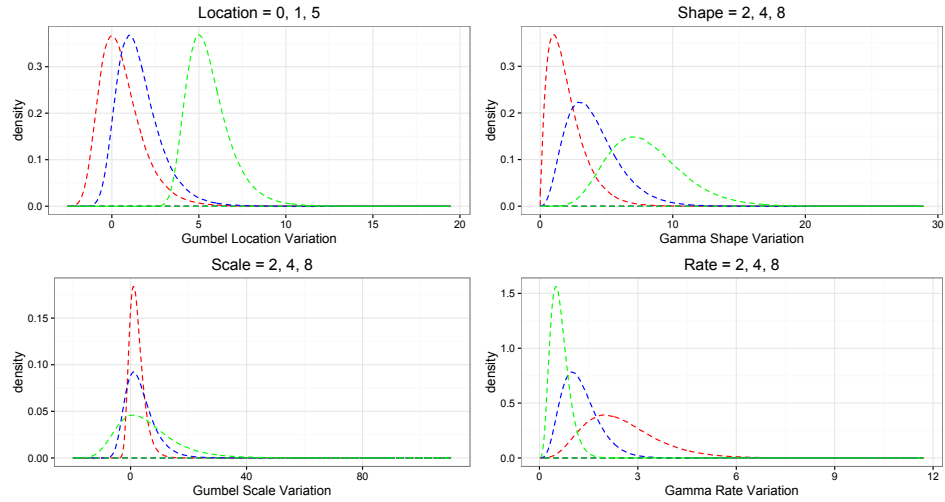 Location = 0, 1, 5
density
0.3
0.2
0.1
0.0
0 5 10 15 20
Gumbel Location Variation
Shape = 2, 4, 8
density
0.3
0.2
0.1
0.0
0 10 20 30
Gamma Shape Variation
Scale = 2, 4, 8
density
0.15
0.10
0.05
0.00
0 40 80
Gumbel Scale Variation
Rate = 2, 4, 8
density
1.5
1.0
0.5
0.0
0 3 6 9 12
Gamma Rate Variation